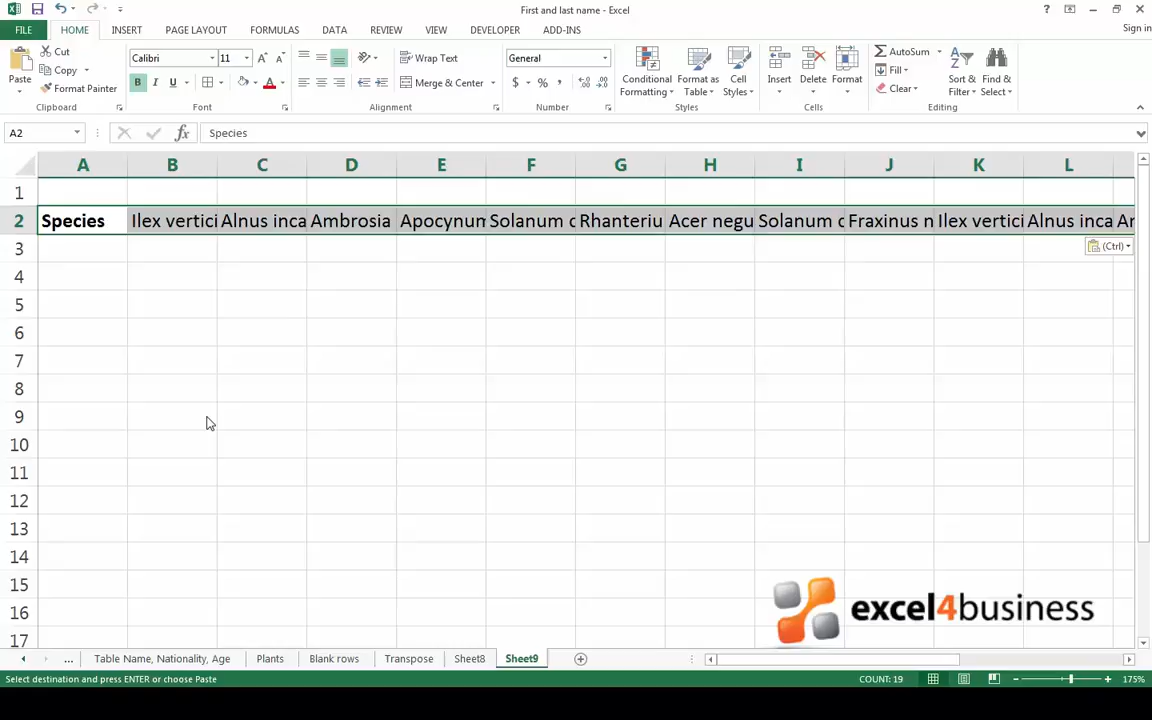 First and last name - Excel
? 
Sign in
FILE HOME INSERT PAGE LAYOUT FORMULAS DATA REVIEW VIEW DEVELOPER ADD-INS
Paste
Cut
Copy
Format Painter
Clipboard
Calibri 11
B I U
Font
Wrap Text
Merge & Center
Alignment
General
$ % ,
Number
Conditional Formatting
Format as Table
Cell Styles
Styles
Insert
Delete
Format
Cells
AutoSum
Fill
Clear
Sort & Filter
Find & Select
Editing
A2 fx Species
A B C D E F G H I J K L
1
2 Species Ilex vertici Alnus inca Ambrosia Apocynum Solanum c Rhanteriu Acer negu Solanum c Fraxinus n Ilex vertici Alnus inca Ar
3 (Ctrl)
4
5
6
7
8
9
10
11
12
13
14
15
16
17
excel4business
... Table Name, Nationality, Age Plants Blank rows Transpose Sheet8 Sheet9
Select destination and press ENTER or choose Paste COUNT: 19 175%